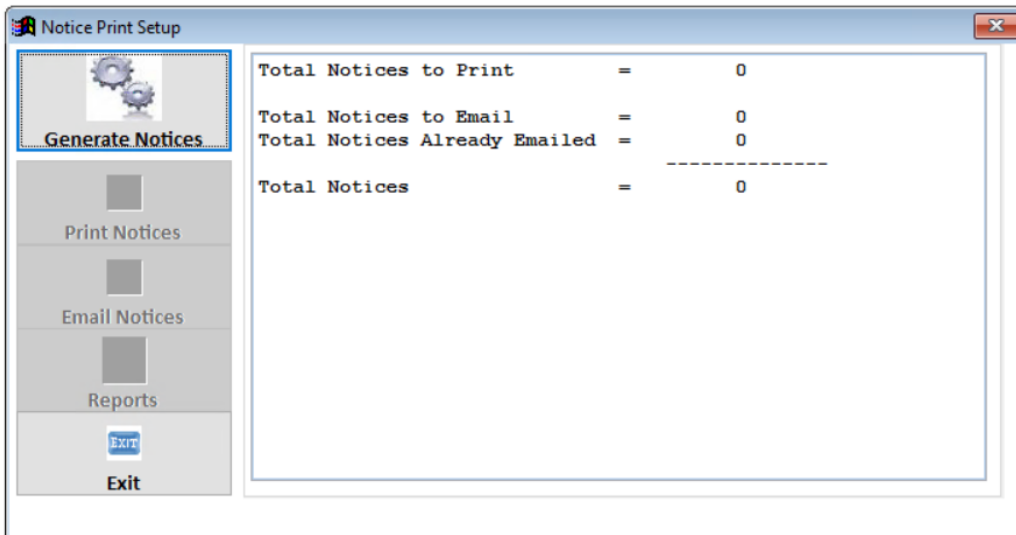 Notice Print Setup
Generate Notices
Print Notices
Email Notices
Reports
EXIT
Exit
Total Notices to Print = 0
Total Notices to Email = 0
Total Notices Already Emailed = 0
--------------
Total Notices = 0